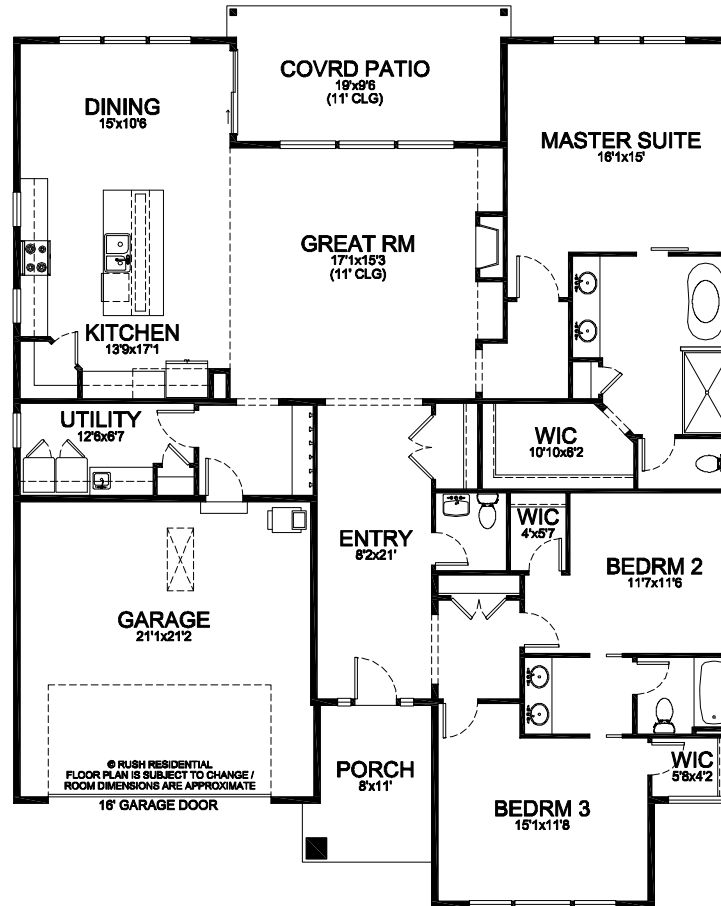 COVRD PATIO
19'x9'6
(11' CLG)
DINING
15'x10'6
MASTER SUITE
16'1x15'
GREAT RM
17'1x15'3
(11' CLG)
KITCHEN
13'9x17'1
UTILITY
12'6x6'7
WIC
10'10x6'2
WIC
4'x5'7
ENTRY
8'2x21'
BEDRM 2
11'7x11'6
GARAGE
21'1x21'2
© RUSH RESIDENTIAL
FLOOR PLAN IS SUBJECT TO CHANGE /
ROOM DIMENSIONS ARE APPROXIMATE
16' GARAGE DOOR
PORCH
8'x11'
WIC
5'8x4'2
BEDRM 3
15'1x11'8